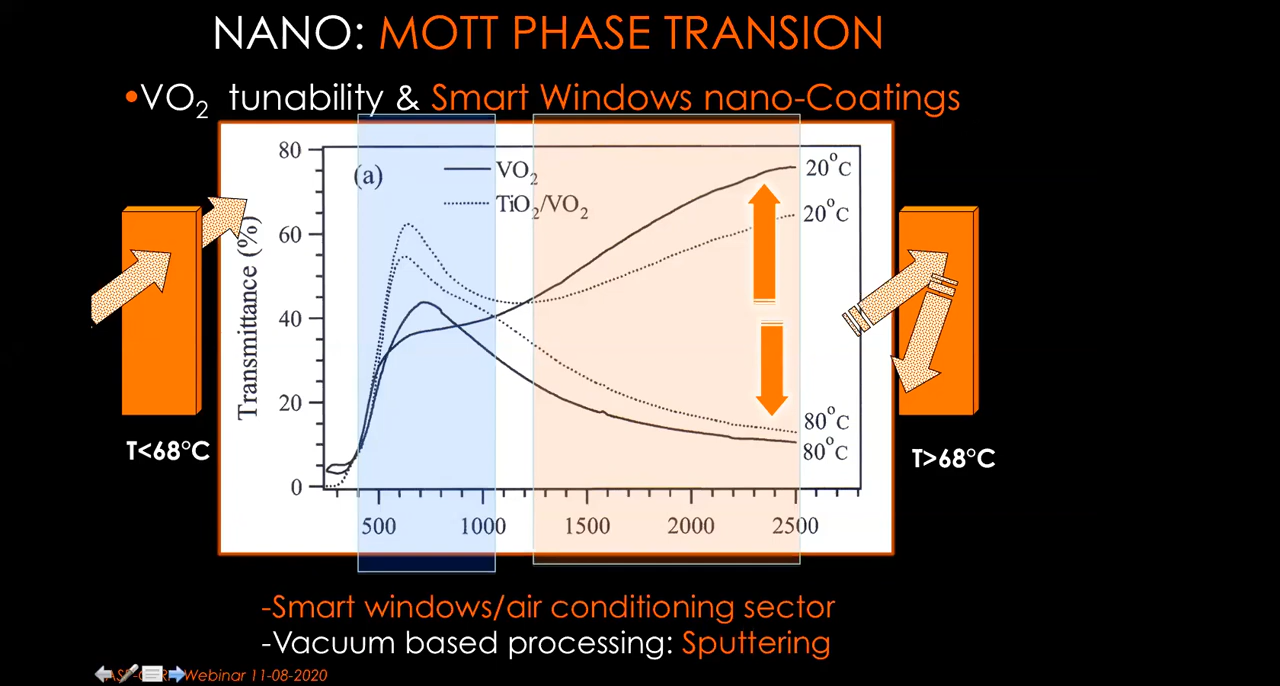 NANO: MOTT PHASE TRANSION
•VO₂ tunability & Smart Windows nano-Coatings
80
(a)
VO₂
20°C
TiO₂/VO₂
20°C
60
Transmittance (%)
40
20
80°C
80°C
0
500 1000 1500 2000 2500
T<68°C
T>68°C
-Smart windows/air conditioning sector
-Vacuum based processing: Sputtering
Webinar 11-08-2020